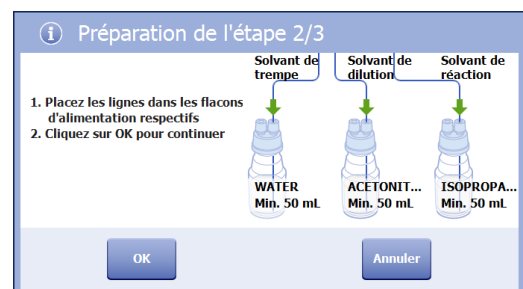 Préparation de l'étape 2/3
1. Placez les lignes dans les flacons
d'alimentation respectifs
2. Cliquez sur OK pour continuer
Solvant de
trempe
Solvant de
dilution
Solvant de
réaction
WATER
Min. 50 mL
ACETONIT...
Min. 50 mL
ISOPROPA...
Min. 50 mL
OK
Annuler